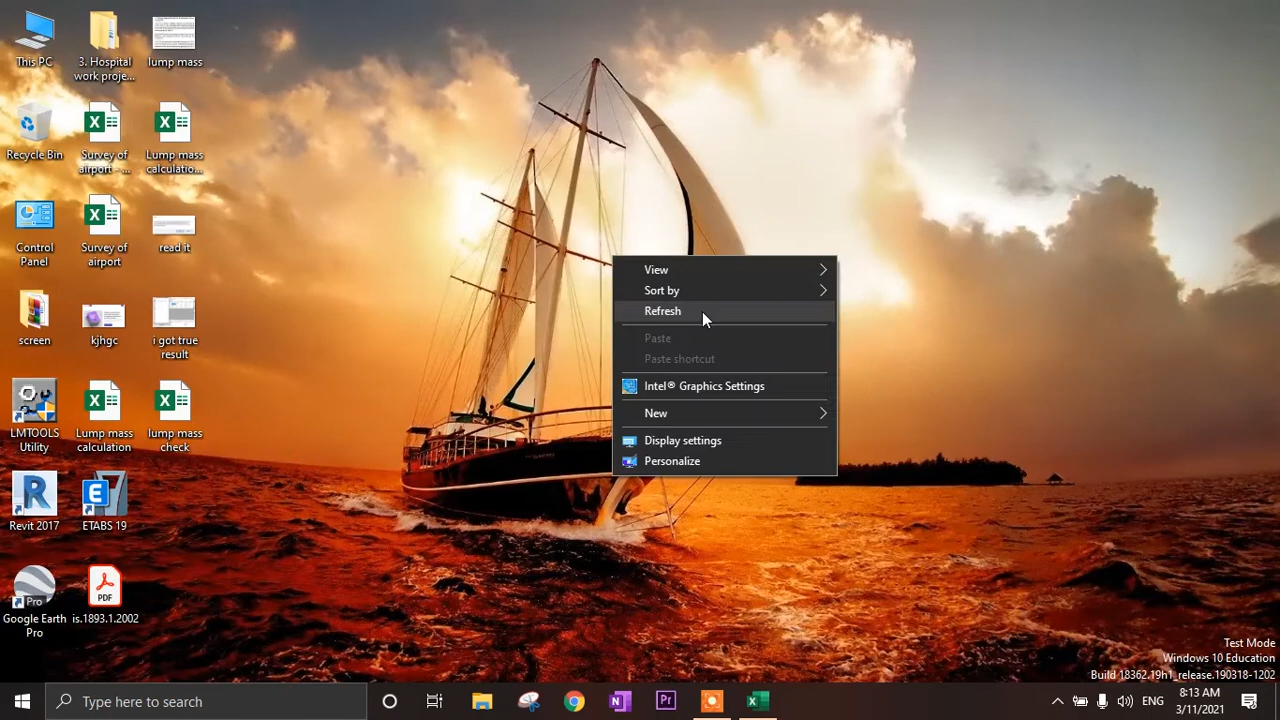 This PC
3. Hospital
work proje...
lump mass
Recycle Bin
Survey of
airport - ...
Lump mass
calculatio...
Control
Panel
Survey of
airport
read it
screen
kjhgc
i got true
result
LMTOOLS
Utility
Lump mass
calculation
lump mass
check
Revit 2017
ETABS 19
Google Earth
Pro
is.1893.1.2002
Pro
PDF
View
Sort by
Refresh
Paste
Paste shortcut
Intel® Graphics Settings
New
Display settings
Personalize
Test Mode
Windows 10 Education
Build 18362.19h1_release.190318-1202
Type here to search
ENG
8:13 AM
3/11/2021